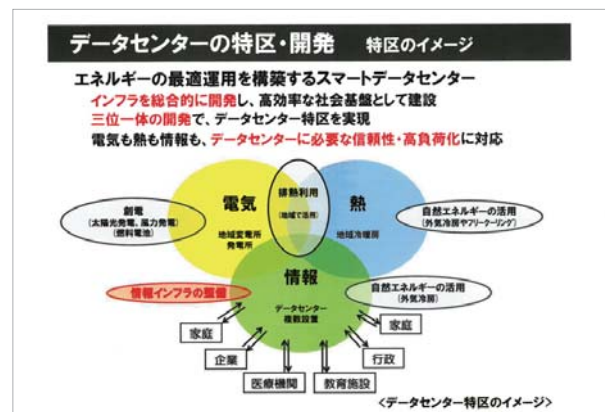 データセンターの特区・開発 特区のイメージ
エネルギーの最適運用を構築するスマートデータセンター
インフラを総合的に開発し、高効率な社会基盤として建設
三位一体の開発で、データセンター特区を実現
電気も熱も情報も、データセンターに必要な信頼性・高負荷化に対応
創電
(太陽光発電、風力発電)
(燃料電池)
電気
地域変電所
発電所
排熱利用
(地域で活用)
熱
地域冷暖房
自然エネルギーの活用
(外気冷房やフリークーリング)
情報インフラの整備
情報
データセンター
複数設置
自然エネルギーの活用
(外気冷房)
家庭
企業
医療機関
教育施設
行政
家庭
<データセンター特区のイメージ>